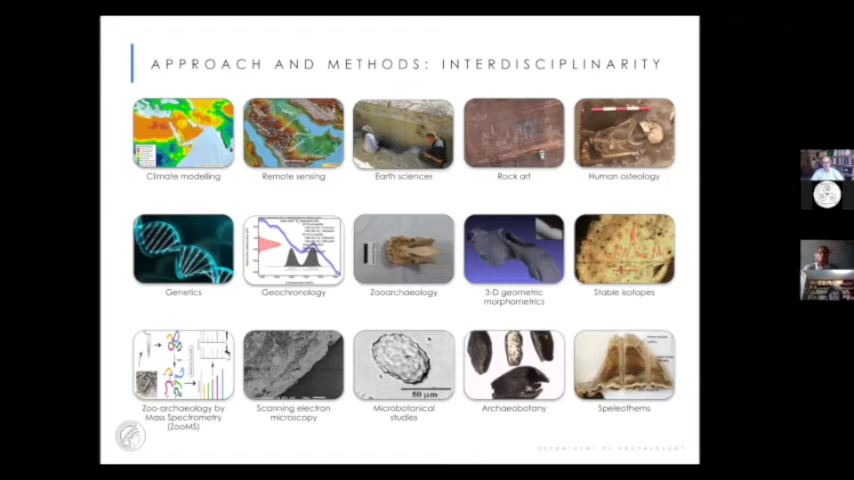 APPROACH AND METHODS: INTERDISCIPLINARITY
Climate modelling
Remote sensing
Earth sciences
Rock art
Human osteology
Genetics
Geochronology
Zooarchaeology
3-D geometric
morphometrics
Stable isotopes
50 µm
Zoo-archaeology by
Mass Spectrometry
(ZooMS)
Scanning electron
microscopy
Microbotanical
studies
Archaeobotany
Speleothems
DEPARTMENT OF ARCHAEOLOGY